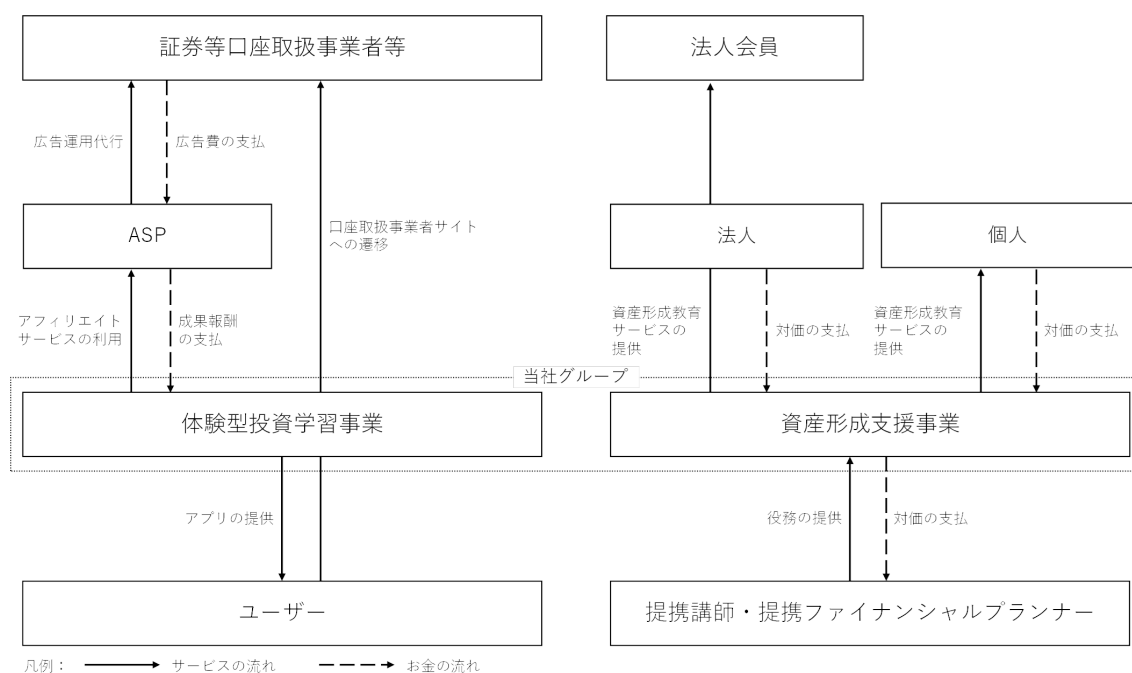 証券等口座取扱事業者等
法人会員
広告運用代行
広告費の支払
口座取扱事業者サイト
への遷移
ASP
法人
個人
アフィリエイト
サービスの利用
成果報酬
の支払
資産形成教育
サービスの
提供
対価の支払
資産形成教育
サービスの
提供
対価の支払
当社グループ
体験型投資学習事業
資産形成支援事業
アプリの提供
役務の提供
対価の支払
ユーザー
提携講師・提携ファイナンシャルプランナー
凡例：
サービスの流れ
お金の流れ